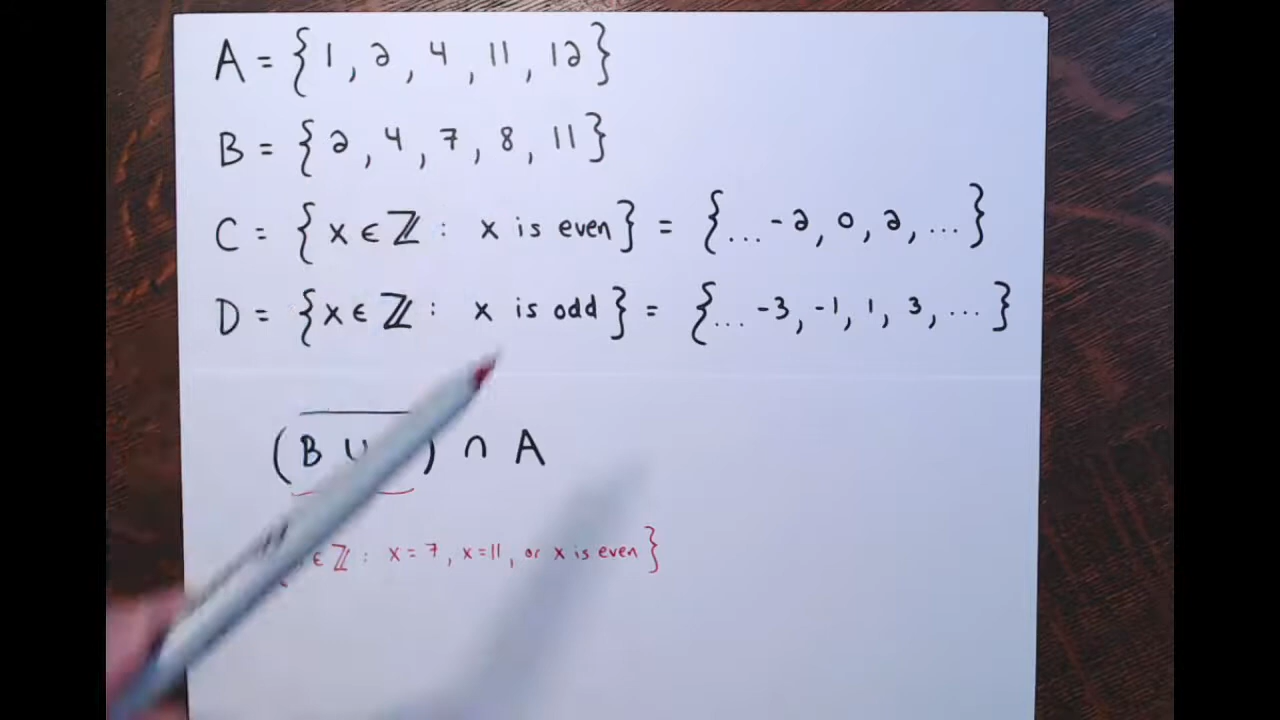 A = {1, 2, 4, 11, 12}
B = {2, 4, 7, 8, 11}
C = {x ∈ ℤ : x is even} = {... -2, 0, 2, ...}
D = {x ∈ ℤ : x is odd} = {... -3, -1, 1, 3, ...}
(B ∪ ) ∩ A
∈ ℤ : x = 7, x = 11, or x is even}